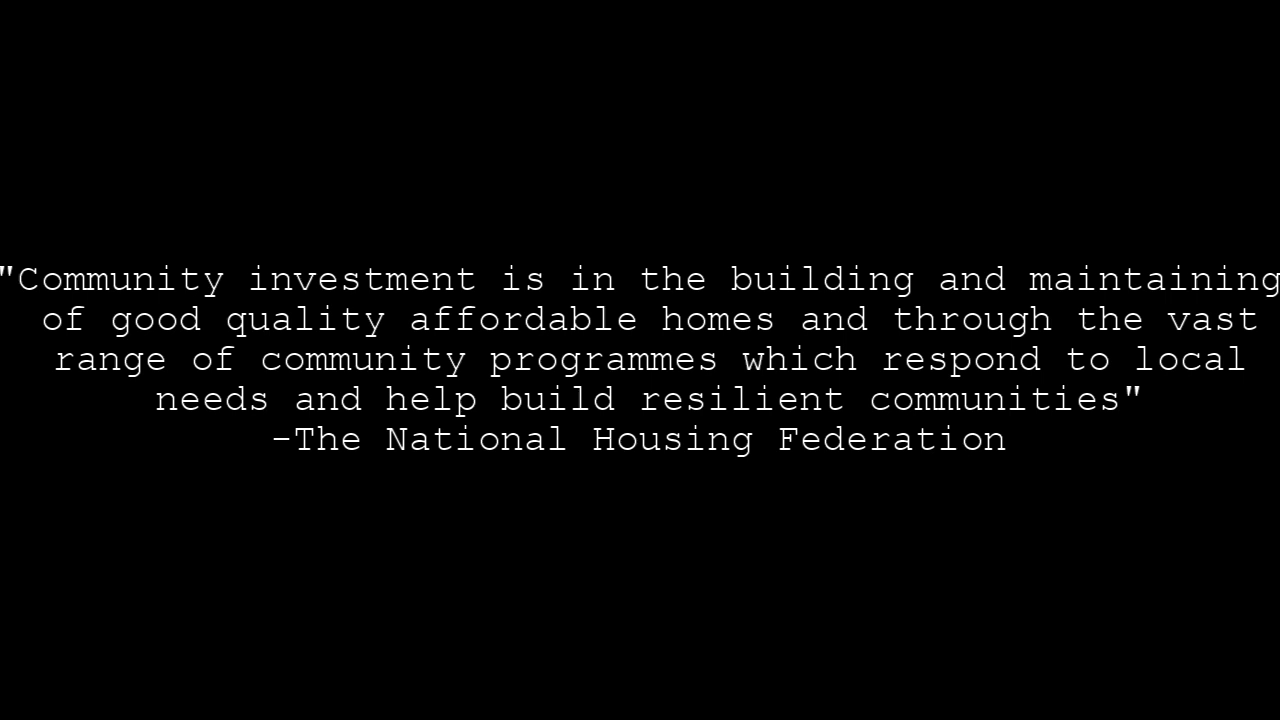 "Community investment is in the building and maintaining
of good quality affordable homes and through the vast
range of community programmes which respond to local
needs and help build resilient communities"
-The National Housing Federation